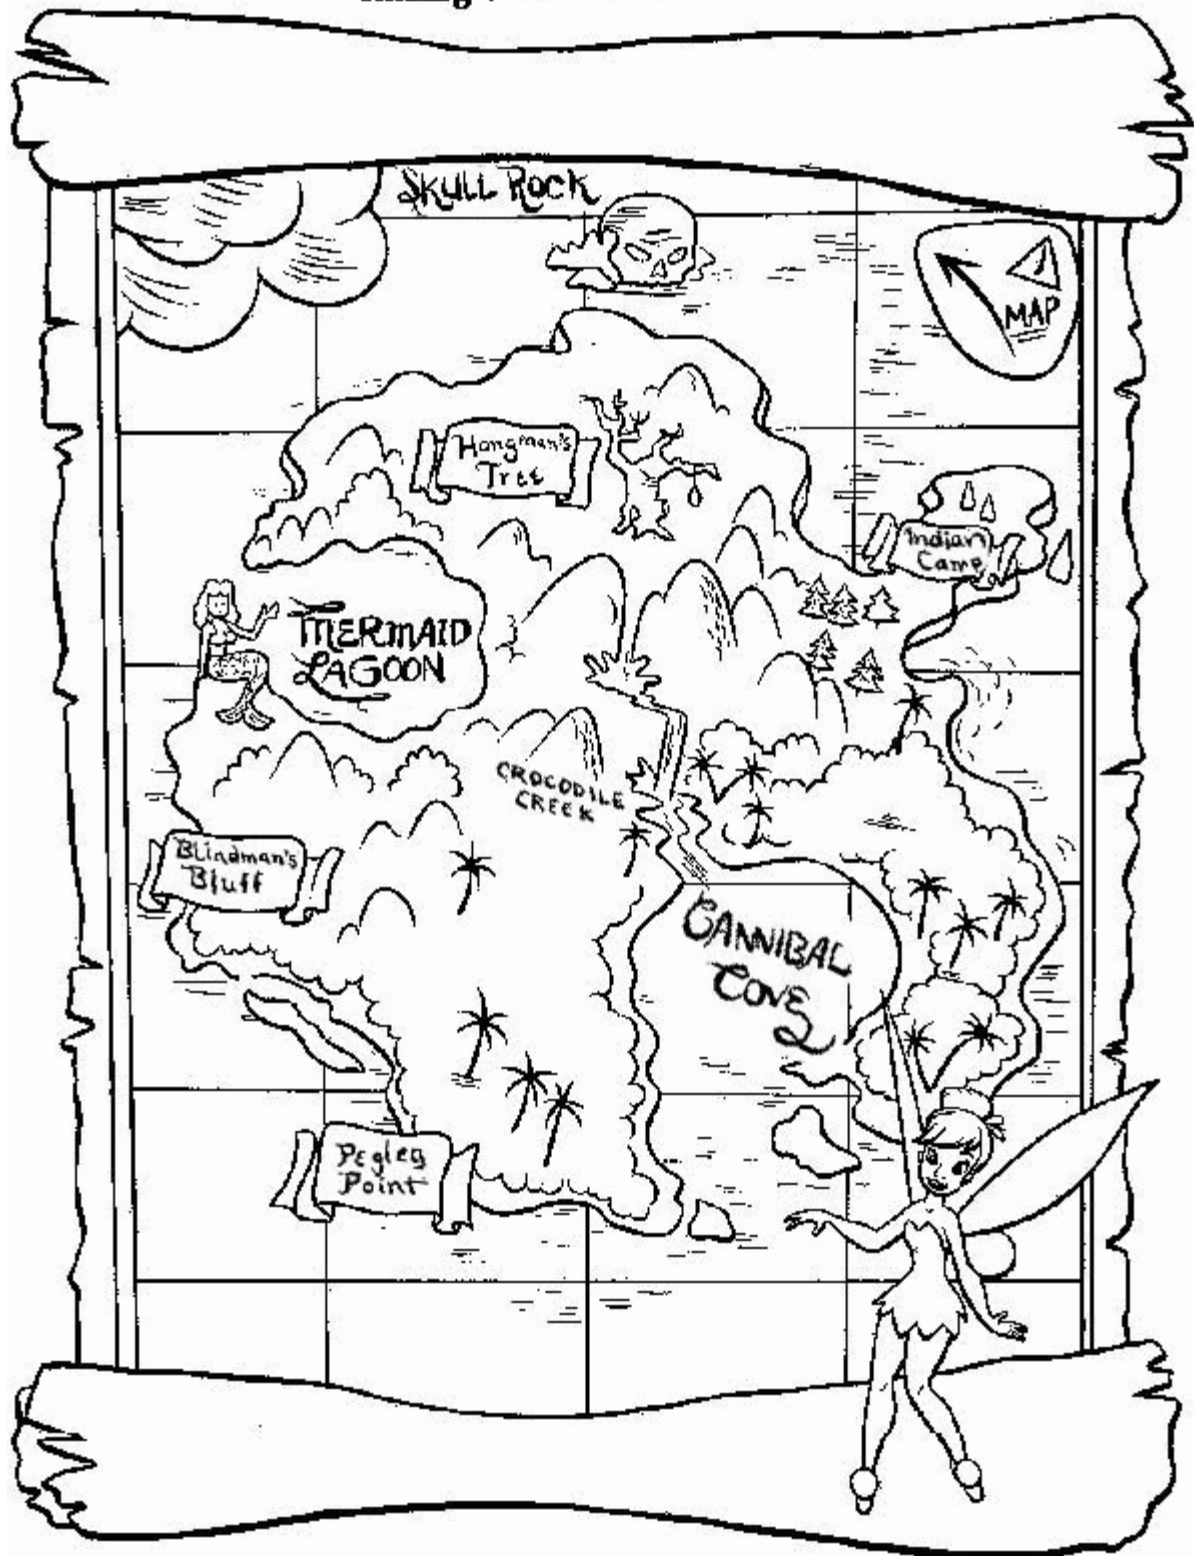 SKULL ROCK
MAP
Hangman's
Tree
Indian
Camp
MERMAID
LAGOON
CROCODILE
CREEK
Blindman's
Bluff
CANNIBAL
COVE
Pegleg
Point